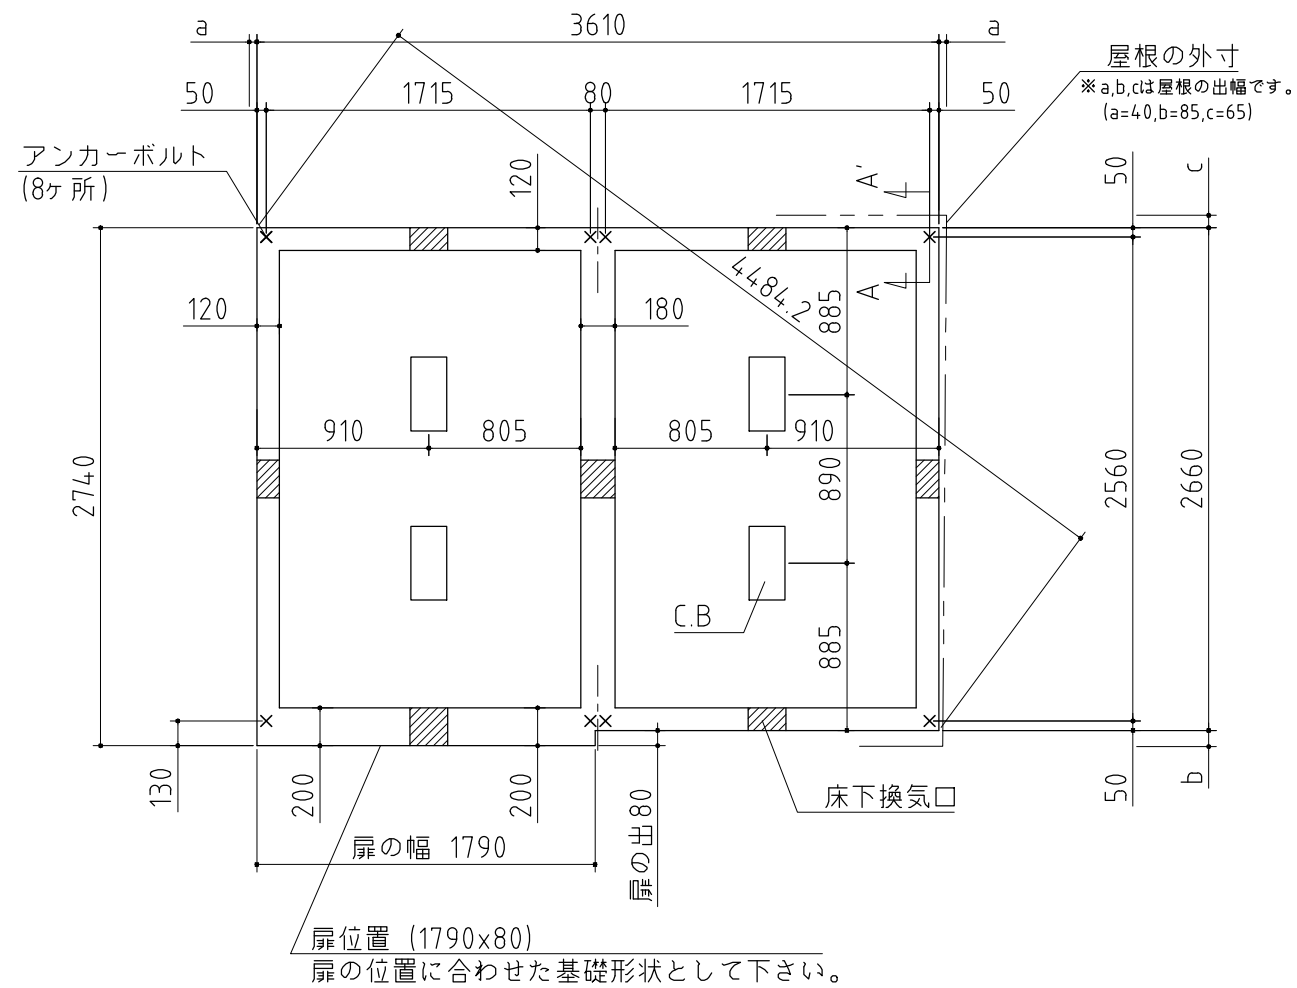 a
3610
a
屋根の外寸
※a,b,cは屋根の出幅です。
(a=40,b=85,c=65)
50
1715
80
1715
50
アンカーボルト
(8ヶ所)
120
A'
50
c
4484.2
A
885
120
180
910
805
805
910
2740
890
2560
2660
C.B
885
130
200
200
扉の出80
床下換気口
50
b
扉の幅 1790
扉位置 (1790x80)
扉の位置に合わせた基礎形状として下さい。